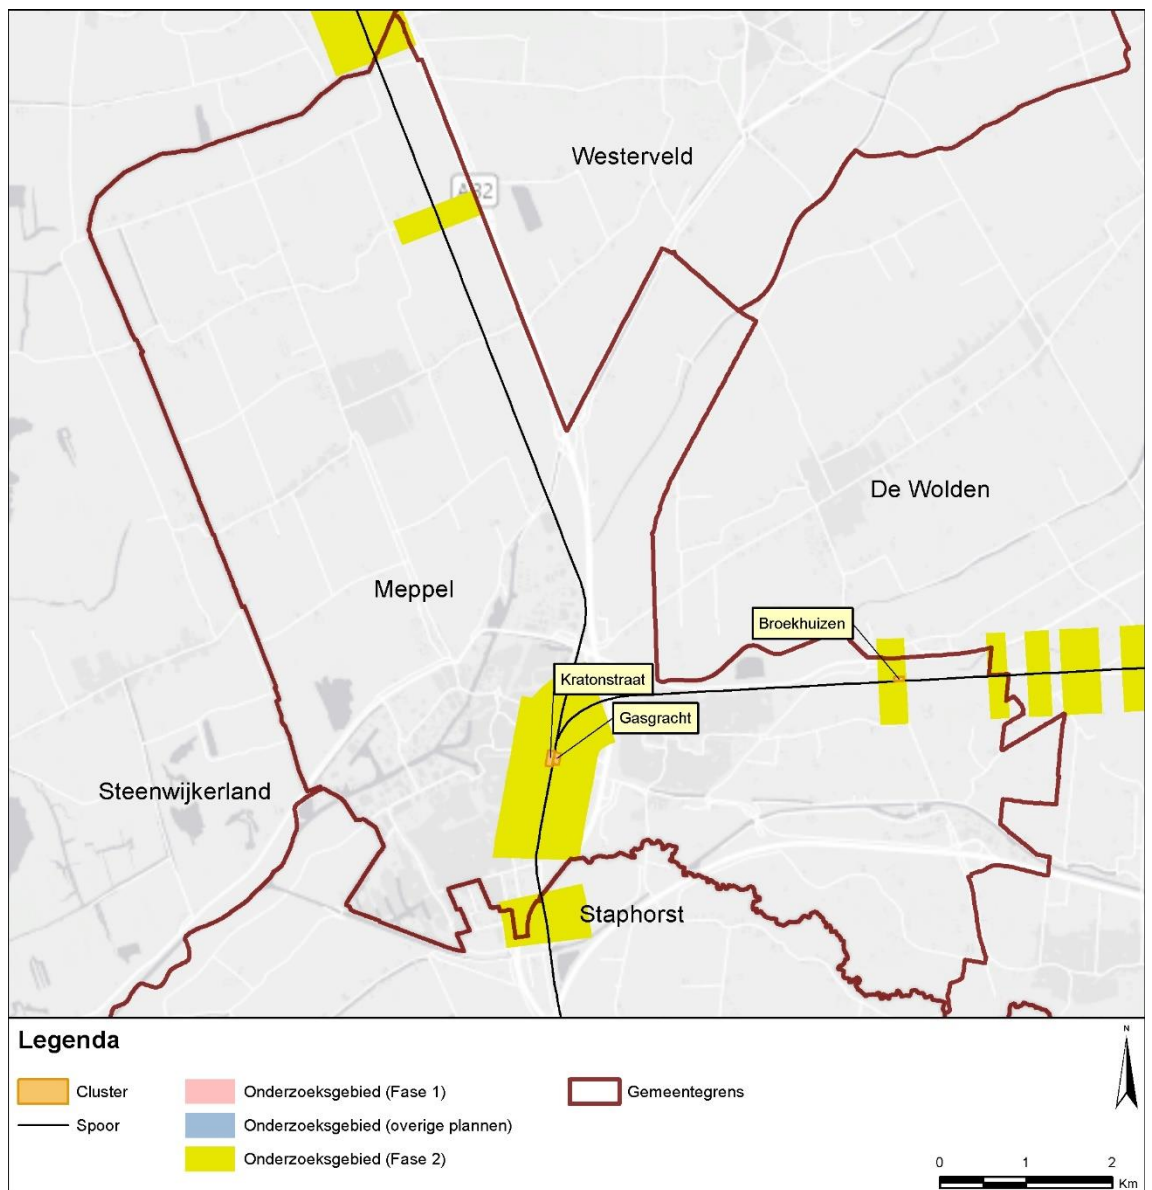 Westerveld
A32
De Wolden
Meppel
Broekhuizen
Kratonstraat
Gasgracht
Steenwijkerland
Staphorst
Legenda
Cluster
Spoor
Onderzoeksgebied (Fase 1)
Onderzoeksgebied (overige plannen)
Onderzoeksgebied (Fase 2)
Gemeentegrens
N
0 1 2
Km